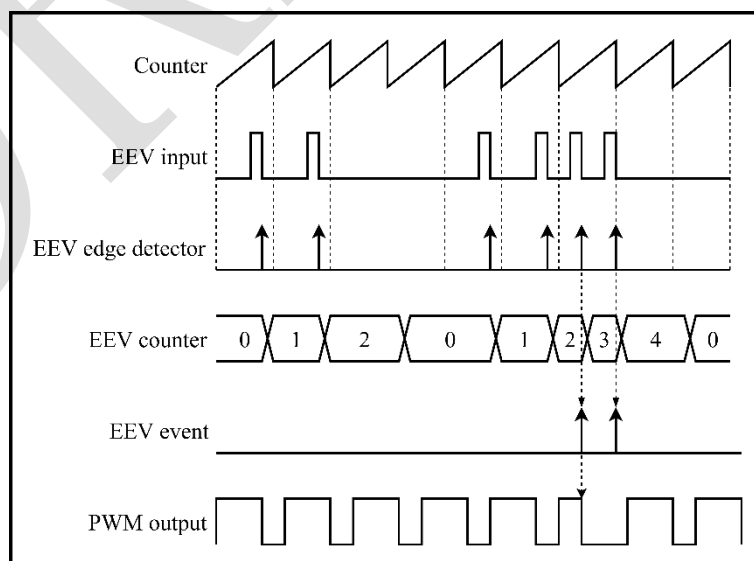 Counter
EEV input
EEV edge detector
EEV counter
0 1 2 0 1 2 3 4 0
EEV event
PWM output